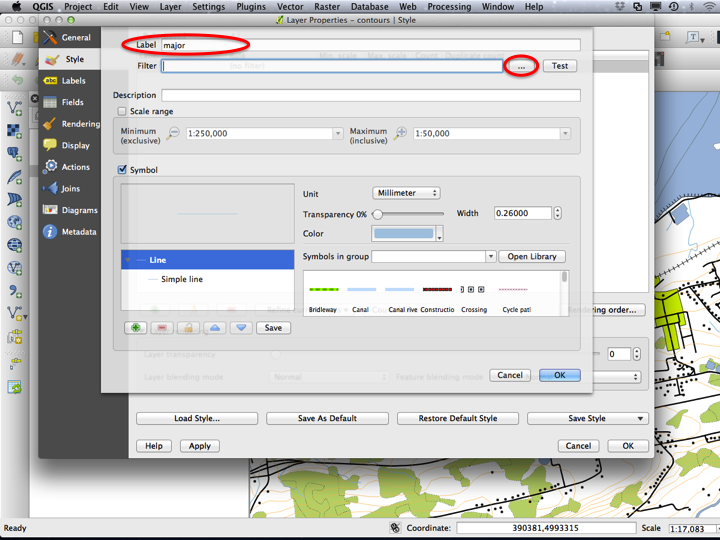 QGIS File Edit View Layer Settings Plugins Vector Raster Database Web Processing Window Help
Layer Properties - contours | Style
General
Style
Labels
Fields
Rendering
Display
Actions
Joins
Diagrams
Metadata
Label major
Min. scale Max. scale Count Duplicate count
Filter (no filter)
... Test
Description
Scale range
Minimum (exclusive) 1:250,000
Maximum (inclusive) 1:50,000
Symbol
Unit Millimeter
Transparency 0% Width 0.26000
Color
Line
Simple line
Symbols in group Open Library
Bridleway Canal Canal rive Constructio Crossing Cycle patl
Save
Rendering order...
Layer transparency 0
Layer blending mode Normal Feature blending mode
Cancel OK
Load Style... Save As Default Restore Default Style Save Style
Help Apply Cancel OK
Ready Coordinate: 390381,4993315 Scale 1:17,083